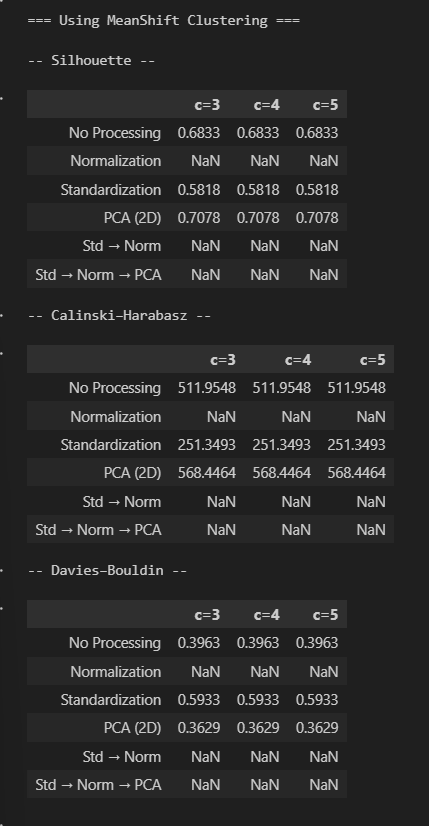 === Using MeanShift Clustering ===
-- Silhouette --
c=3 c=4 c=5
No Processing 0.6833 0.6833 0.6833
Normalization NaN NaN NaN
Standardization 0.5818 0.5818 0.5818
PCA (2D) 0.7078 0.7078 0.7078
Std → Norm NaN NaN NaN
Std → Norm → PCA NaN NaN NaN
-- Calinski–Harabasz --
c=3 c=4 c=5
No Processing 511.9548 511.9548 511.9548
Normalization NaN NaN NaN
Standardization 251.3493 251.3493 251.3493
PCA (2D) 568.4464 568.4464 568.4464
Std → Norm NaN NaN NaN
Std → Norm → PCA NaN NaN NaN
-- Davies–Bouldin --
c=3 c=4 c=5
No Processing 0.3963 0.3963 0.3963
Normalization NaN NaN NaN
Standardization 0.5933 0.5933 0.5933
PCA (2D) 0.3629 0.3629 0.3629
Std → Norm NaN NaN NaN
Std → Norm → PCA NaN NaN NaN